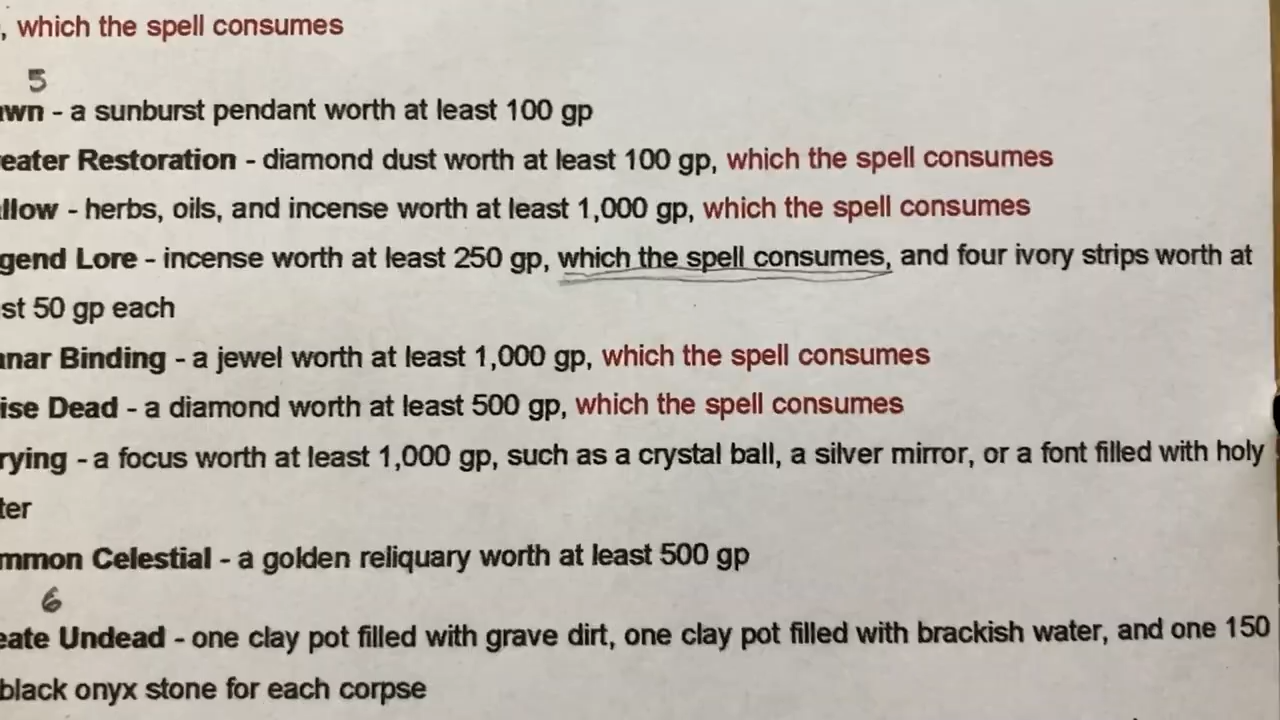 , which the spell consumes
5
wn - a sunburst pendant worth at least 100 gp
eater Restoration - diamond dust worth at least 100 gp, which the spell consumes
llow - herbs, oils, and incense worth at least 1,000 gp, which the spell consumes
gend Lore - incense worth at least 250 gp, which the spell consumes, and four ivory strips worth at
st 50 gp each
nar Binding - a jewel worth at least 1,000 gp, which the spell consumes
ise Dead - a diamond worth at least 500 gp, which the spell consumes
rying - a focus worth at least 1,000 gp, such as a crystal ball, a silver mirror, or a font filled with holy
ter
mmon Celestial - a golden reliquary worth at least 500 gp
6
eate Undead - one clay pot filled with grave dirt, one clay pot filled with brackish water, and one 150
black onyx stone for each corpse